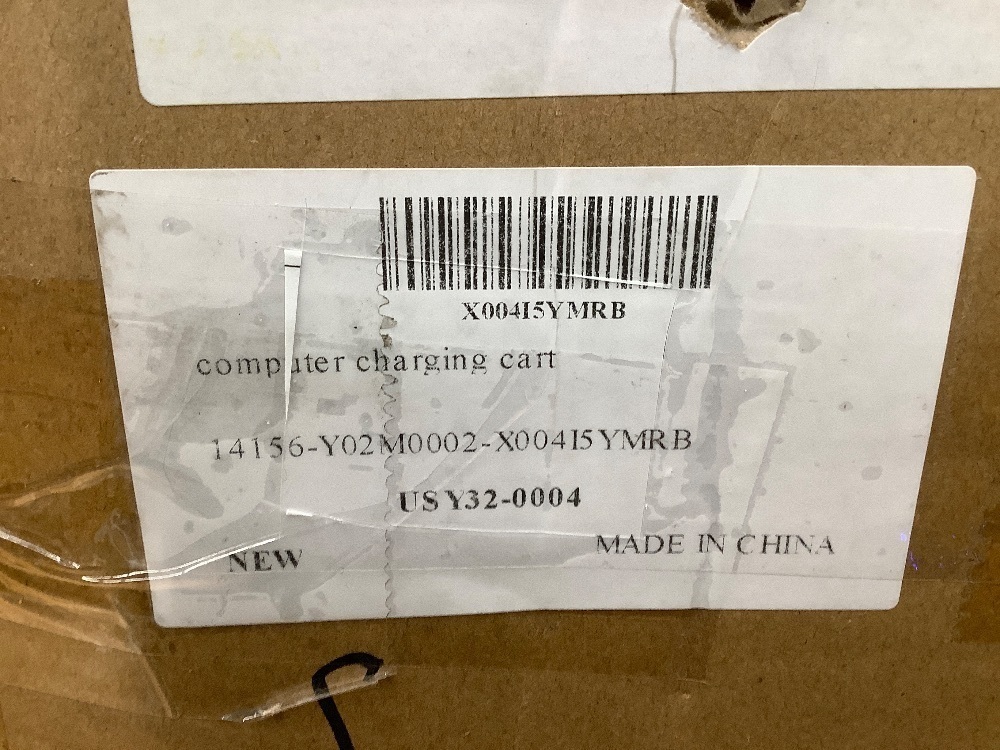 X004I5YMRB
computer charging cart
14156-Y02M0002-X004I5YMRB
USY32-0004
NEW
MADE IN CHINA